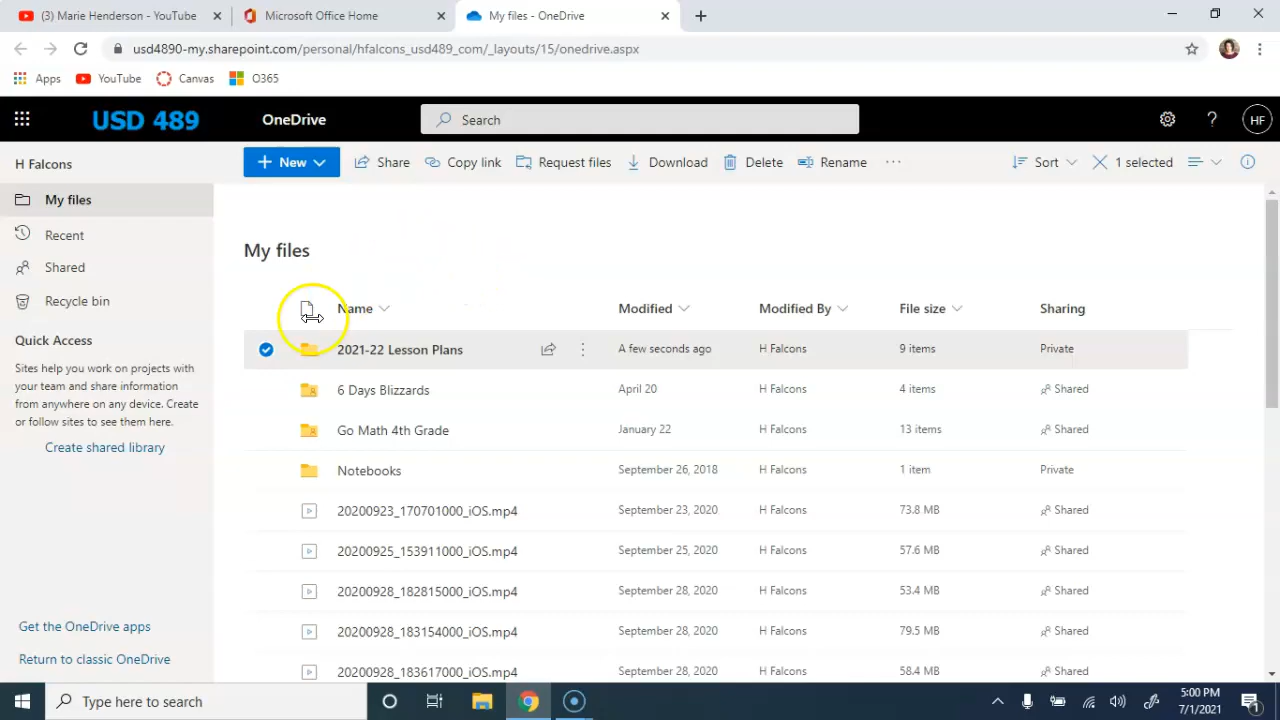 (3) Marie Henderson - YouTube
Microsoft Office Home
My files - OneDrive
usd4890-my.sharepoint.com/personal/hfalcons_usd489_com/_layouts/15/onedrive.aspx
Apps YouTube Canvas O365
USD 489 OneDrive Search ? HF
H Falcons
+ New Share Copy link Request files Download Delete Rename ... Sort 1 selected
My files
Recent
Shared
Recycle bin
Quick Access
Sites help you work on projects with
your team and share information
from anywhere on any device. Create
or follow sites to see them here.
Create shared library
Get the OneDrive apps
Return to classic OneDrive
My files
Name Modified Modified By File size Sharing
2021-22 Lesson Plans A few seconds ago H Falcons 9 items Private
6 Days Blizzards April 20 H Falcons 4 items Shared
Go Math 4th Grade January 22 H Falcons 13 items Shared
Notebooks September 26, 2018 H Falcons 1 item Private
20200923_170701000_iOS.mp4 September 23, 2020 H Falcons 73.8 MB Shared
20200925_153911000_iOS.mp4 September 25, 2020 H Falcons 57.6 MB Shared
20200928_182815000_iOS.mp4 September 28, 2020 H Falcons 53.4 MB Shared
20200928_183154000_iOS.mp4 September 28, 2020 H Falcons 79.5 MB Shared
20200928_183617000_iOS.mp4 September 28, 2020 H Falcons 58.4 MB Shared
Type here to search
5:00 PM
7/1/2021
1